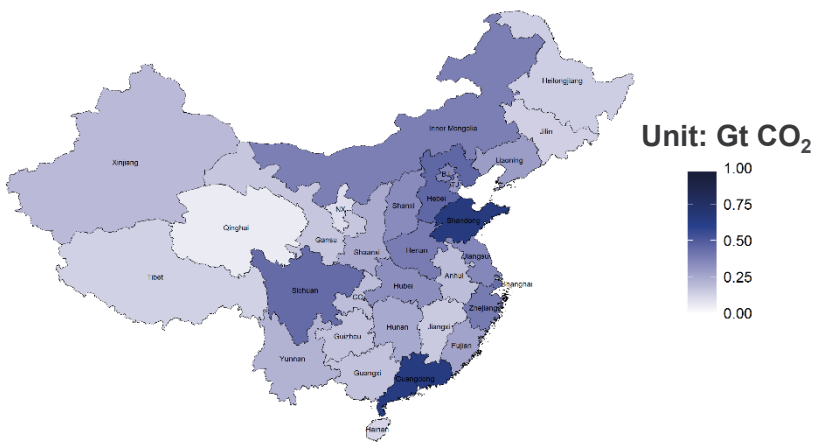 Heilongjiang
Jilin
Inner Mongolia
Liaoning
Xinjiang
BJ
TJ
Hebei
Shanxi
NX
Shandong
Qinghai
Gansu
Shaanxi
Henan
Jiangsu
Tibet
Anhui
Shanghai
Sichuan
Hubei
CQ
Zhejiang
Hunan
Jiangxi
Guizhou
Fujian
Yunnan
Guangxi
Guangdong
Hainan
Unit: Gt CO₂
1.00
0.75
0.50
0.25
0.00